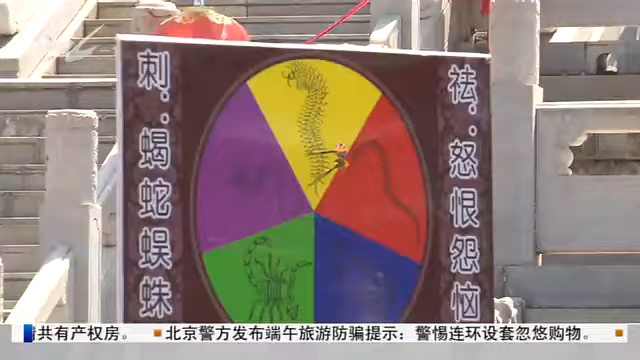 刺：蝎蛇蜈蛛
祛：怒恨怨恼
共有产权房。 北京警方发布端午旅游防骗提示：警惕连环设套忽悠购物。